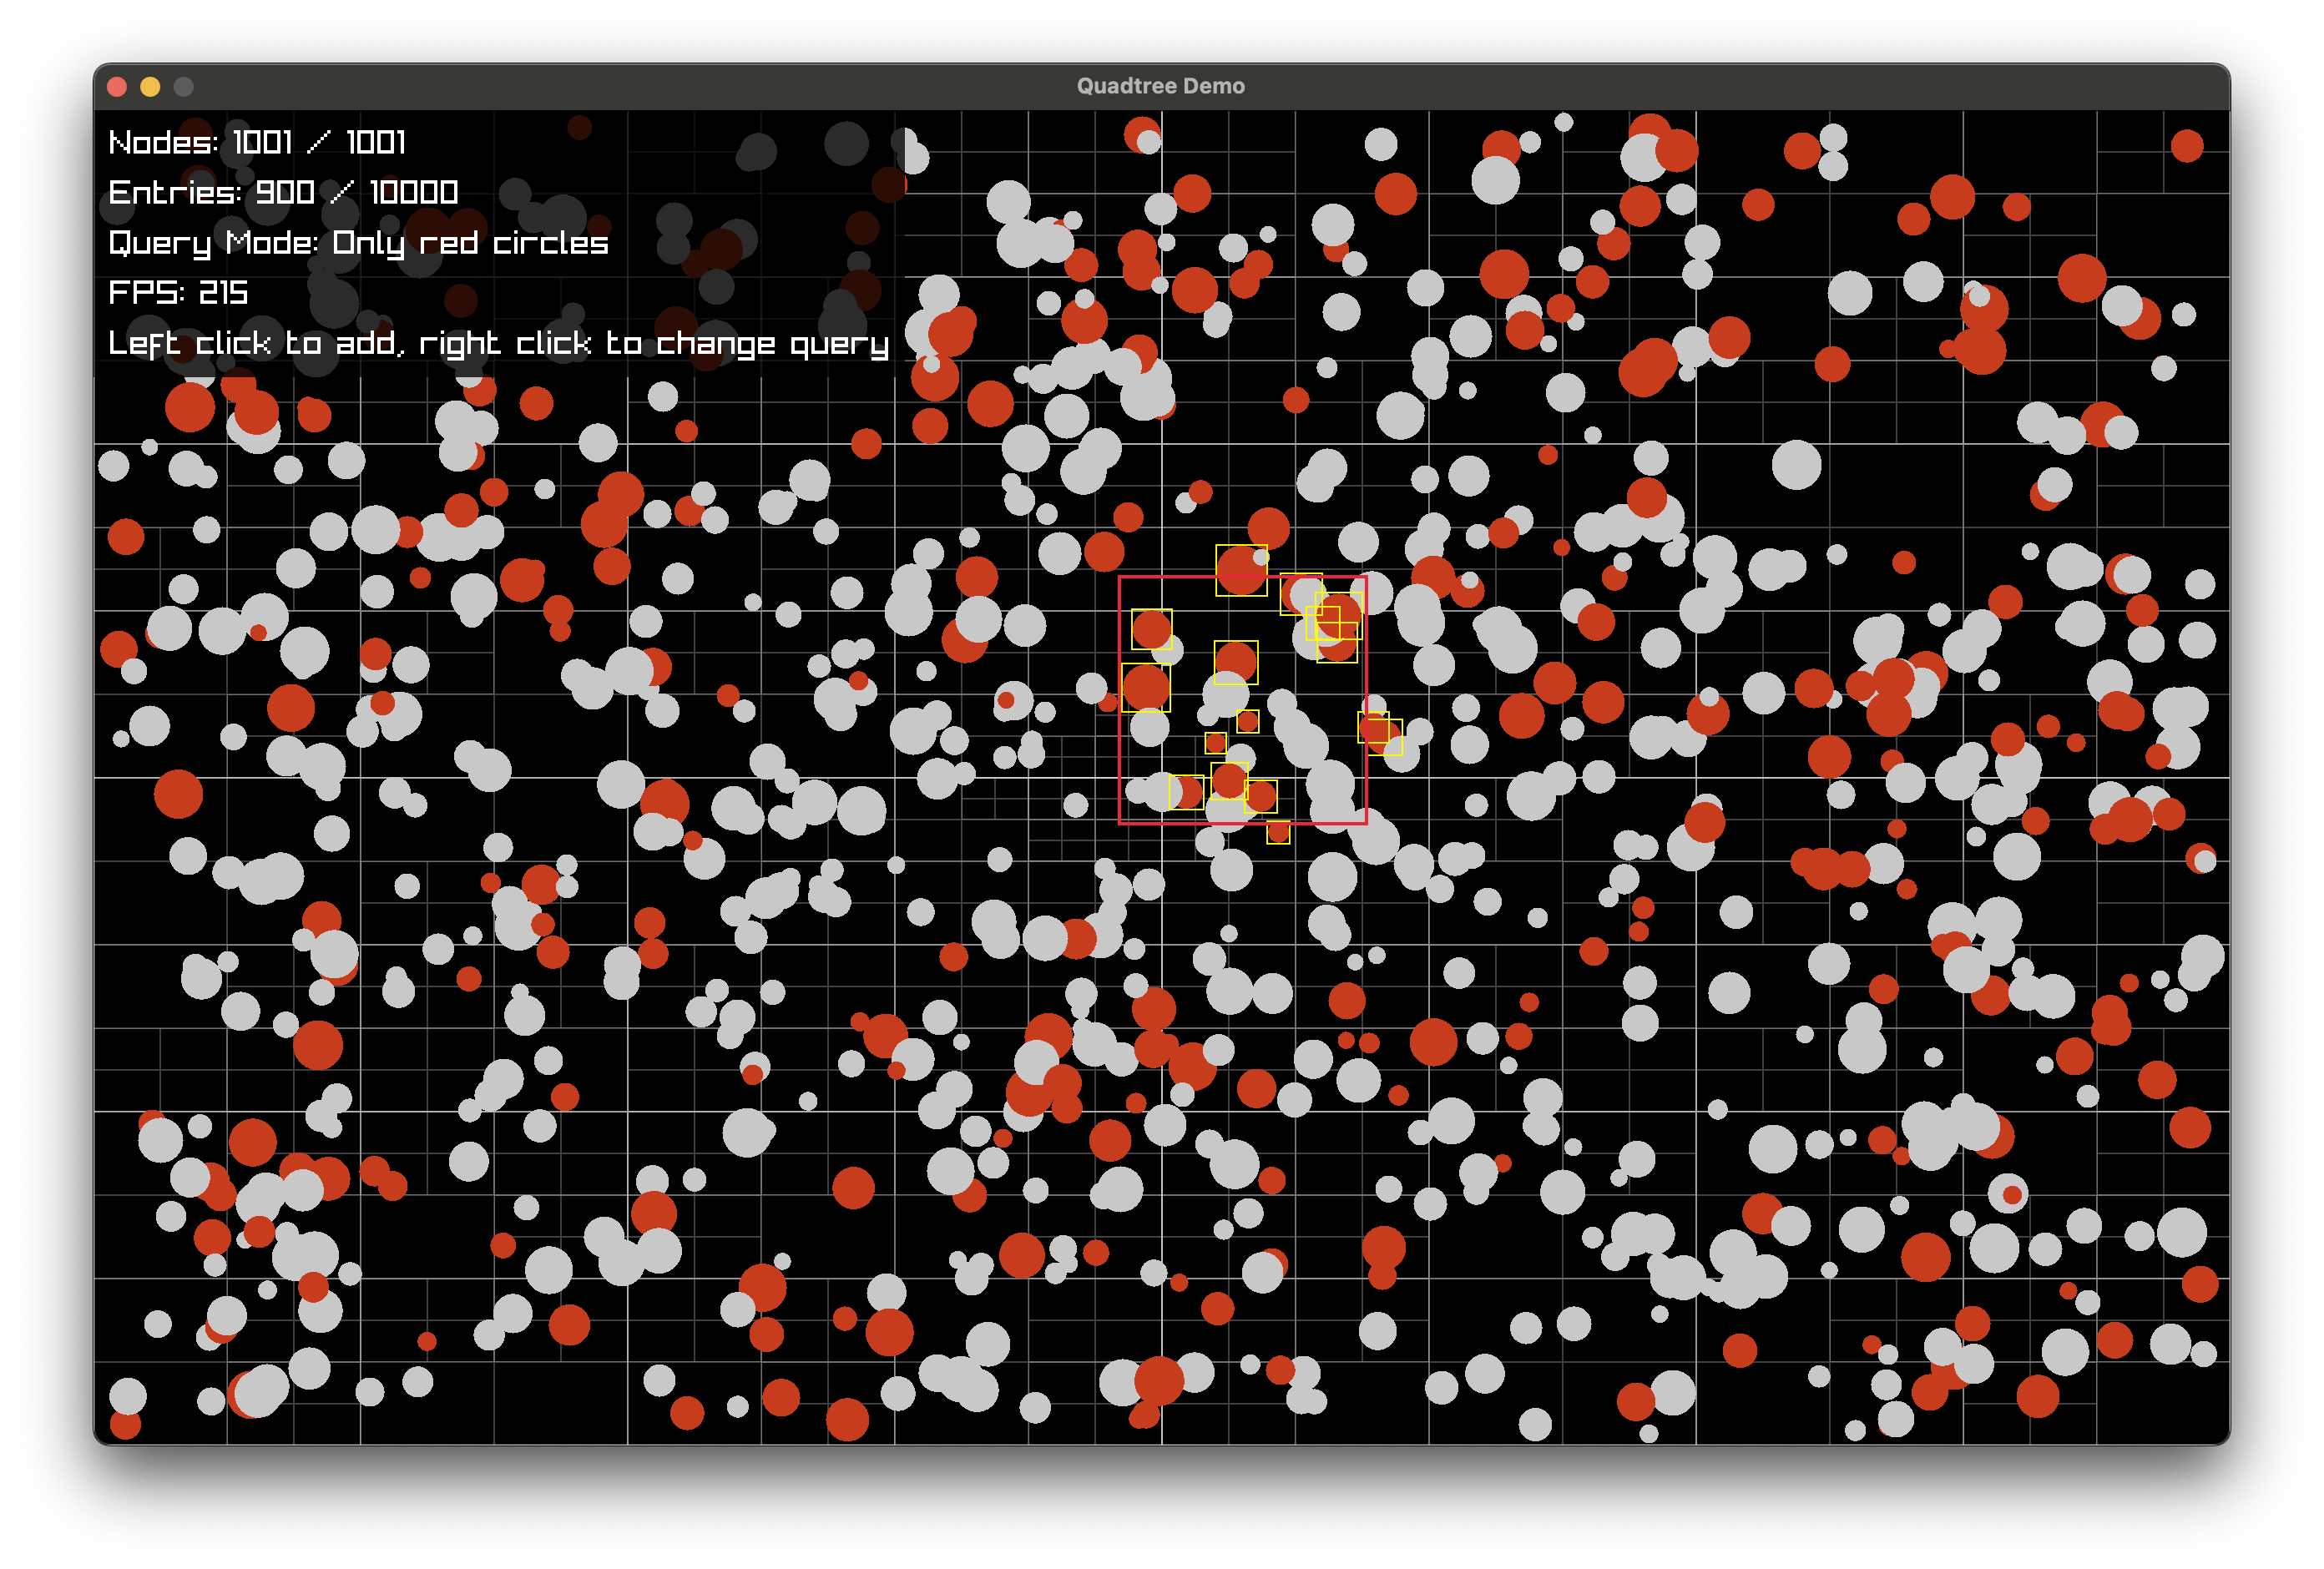 Quadtree Demo
Nodes: 1001 / 1001
Entries: 900 / 10000
Query Mode: Only red circles
FPS: 215
Left click to add, right click to change query